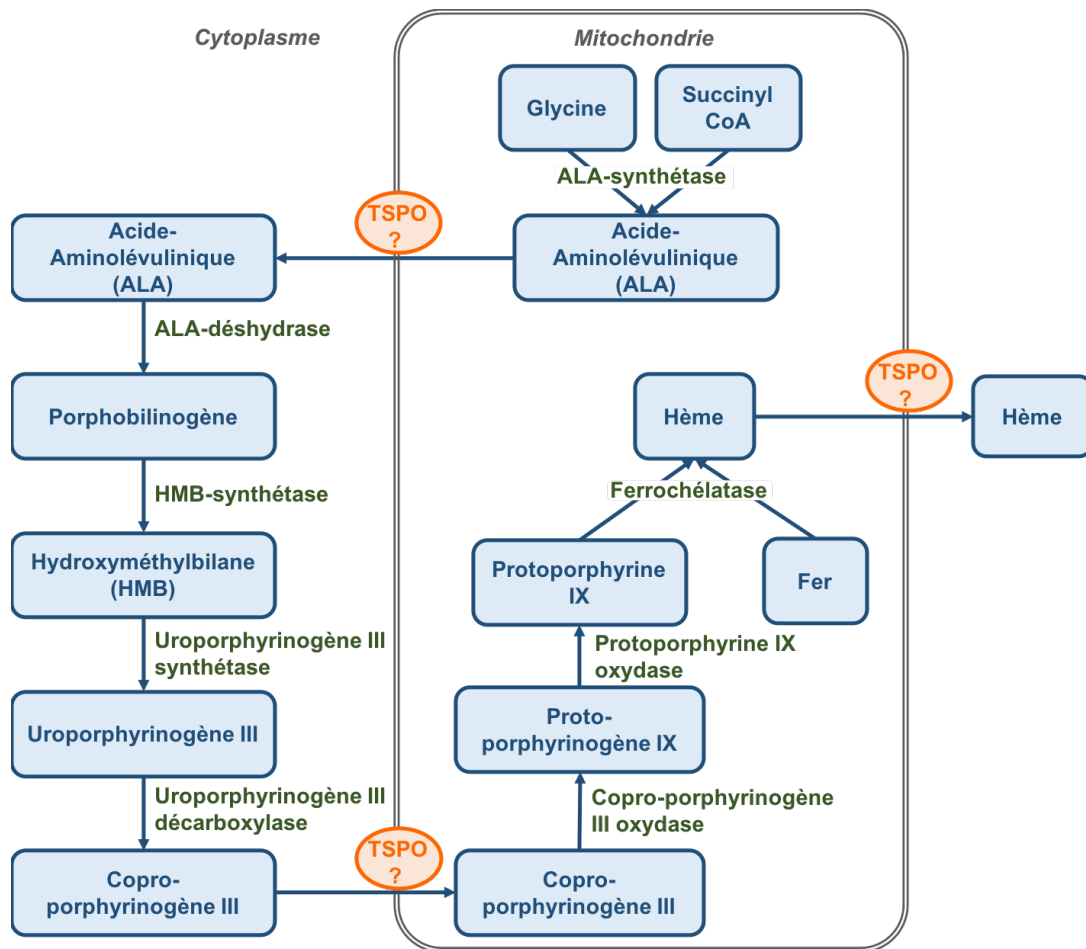 Cytoplasme
Mitochondrie
Glycine
Succinyl
CoA
ALA-synthétase
TSPO
?
Acide-
Aminolévulinique
(ALA)
Acide-
Aminolévulinique
(ALA)
ALA-déshydrase
TSPO
?
Porphobilinogène
Hème
Hème
HMB-synthétase
Ferrochélatase
Hydroxyméthylbilane
(HMB)
Protoporphyrine
IX
Fer
Uroporphyrinogène III
synthétase
Protoporphyrine IX
oxydase
Uroporphyrinogène III
Proto-
porphyrinogène IX
Uroporphyrinogène III
décarboxylase
Copro-porphyrinogène
III oxydase
TSPO
?
Copro-
porphyrinogène III
Copro-
porphyrinogène III